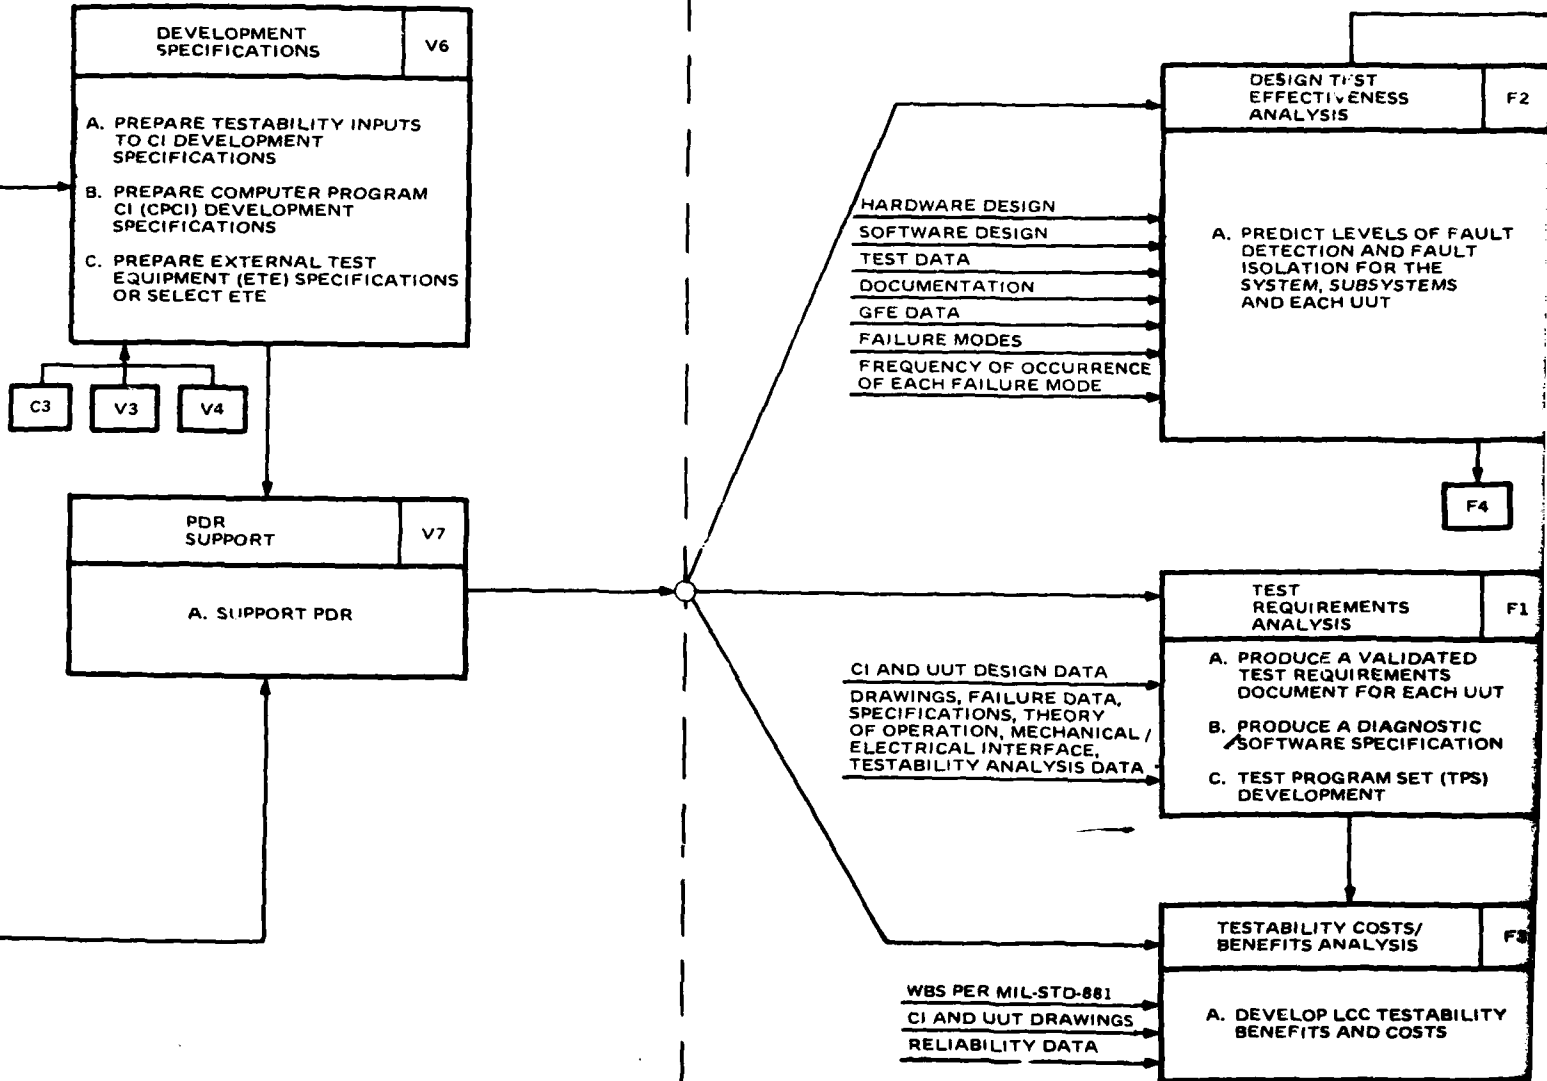 DEVELOPMENT
SPECIFICATIONS
V6
A. PREPARE TESTABILITY INPUTS
TO CI DEVELOPMENT
SPECIFICATIONS
B. PREPARE COMPUTER PROGRAM
CI (CPCI) DEVELOPMENT
SPECIFICATIONS
C. PREPARE EXTERNAL TEST
EQUIPMENT (ETE) SPECIFICATIONS
OR SELECT ETE
C3
V3
V4
PDR
SUPPORT
V7
A. SUPPORT PDR
DESIGN TEST
EFFECTIVENESS
ANALYSIS
F2
HARDWARE DESIGN
SOFTWARE DESIGN
TEST DATA
DOCUMENTATION
GFE DATA
FAILURE MODES
FREQUENCY OF OCCURRENCE
OF EACH FAILURE MODE
A. PREDICT LEVELS OF FAULT
DETECTION AND FAULT
ISOLATION FOR THE
SYSTEM, SUBSYSTEMS
AND EACH UUT
F4
TEST
REQUIREMENTS
ANALYSIS
F1
CI AND UUT DESIGN DATA
DRAWINGS, FAILURE DATA,
SPECIFICATIONS, THEORY
OF OPERATION, MECHANICAL /
ELECTRICAL INTERFACE,
TESTABILITY ANALYSIS DATA
A. PRODUCE A VALIDATED
TEST REQUIREMENTS
DOCUMENT FOR EACH UUT
B. PRODUCE A DIAGNOSTIC
SOFTWARE SPECIFICATION
C. TEST PROGRAM SET (TPS)
DEVELOPMENT
TESTABILITY COSTS/
BENEFITS ANALYSIS
F3
WBS PER MIL-STD-881
CI AND UUT DRAWINGS
RELIABILITY DATA
A. DEVELOP LCC TESTABILITY
BENEFITS AND COSTS